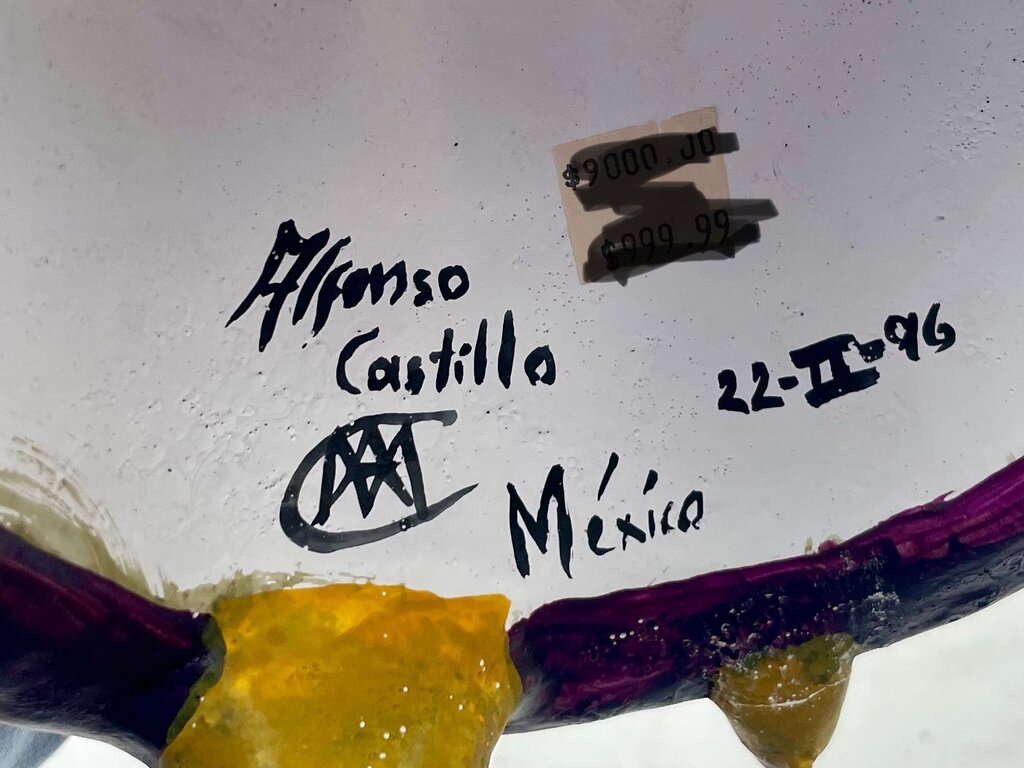 $9000.00
$999.99
Alfonso
Castillo
22-II-96
México